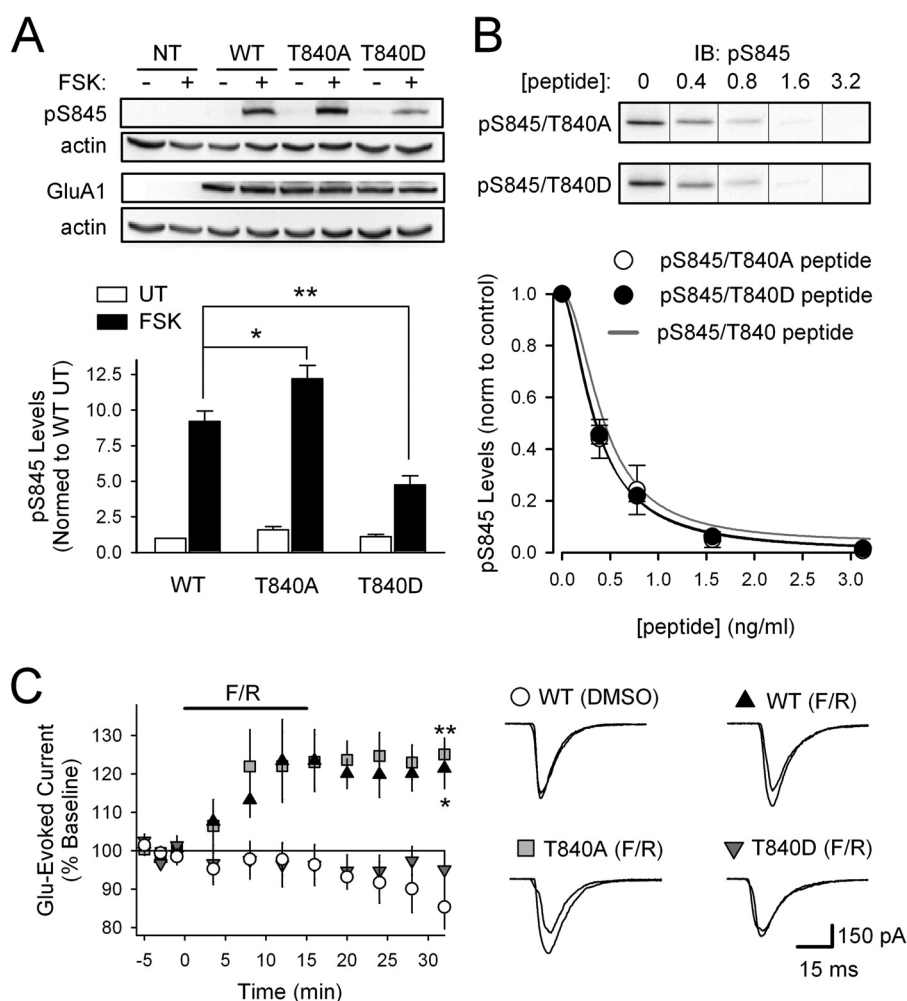 A
NT WT T840A T840D
FSK: - + - + - + - +
pS845
actin
GluA1
actin
UT
FSK
**
*
pS845 Levels
(Normed to WT UT)
12.5
10.0
7.5
5.0
2.5
0.0
WT T840A T840D
B
IB: pS845
[peptide]: 0 0.4 0.8 1.6 3.2
pS845/T840A
pS845/T840D
pS845/T840A peptide
pS845/T840D peptide
pS845/T840 peptide
pS845 Levels (norm to control)
1.0
0.8
0.6
0.4
0.2
0.0
0.0 0.5 1.0 1.5 2.0 2.5 3.0
[peptide] (ng/ml)
C
F/R
Glu-Evoked Current
(% Baseline)
130
120
110
100
90
80
**
*
-5 0 5 10 15 20 25 30
Time (min)
WT (DMSO)
WT (F/R)
T840A (F/R)
T840D (F/R)
150 pA
15 ms